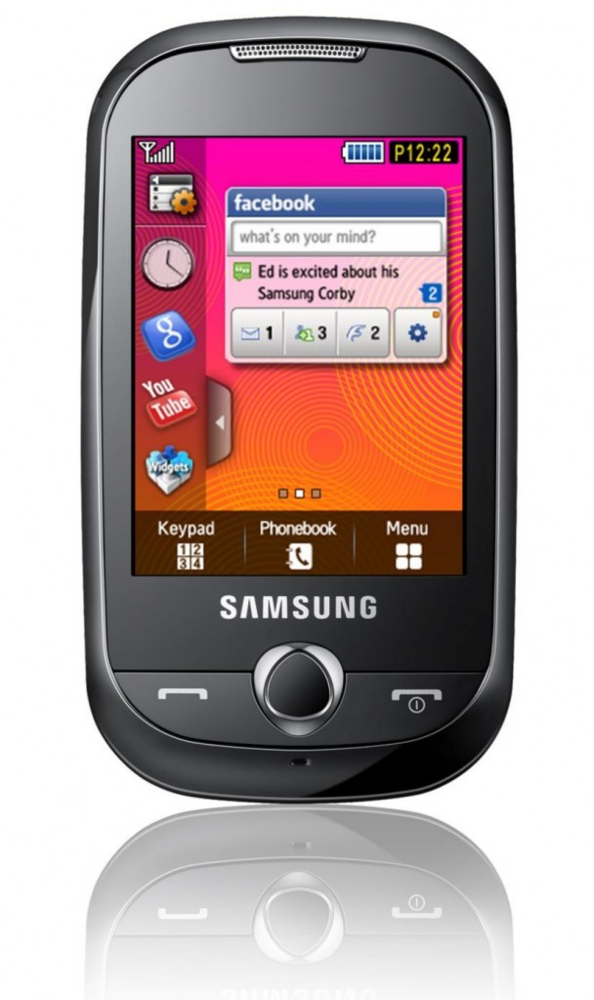 P12:22
facebook
what's on your mind?
Ed is excited about his
Samsung Corby
2
1 3 2
g
You
Tube
Widgets
Keypad Phonebook Menu
1 2
3 4
SAMSUNG